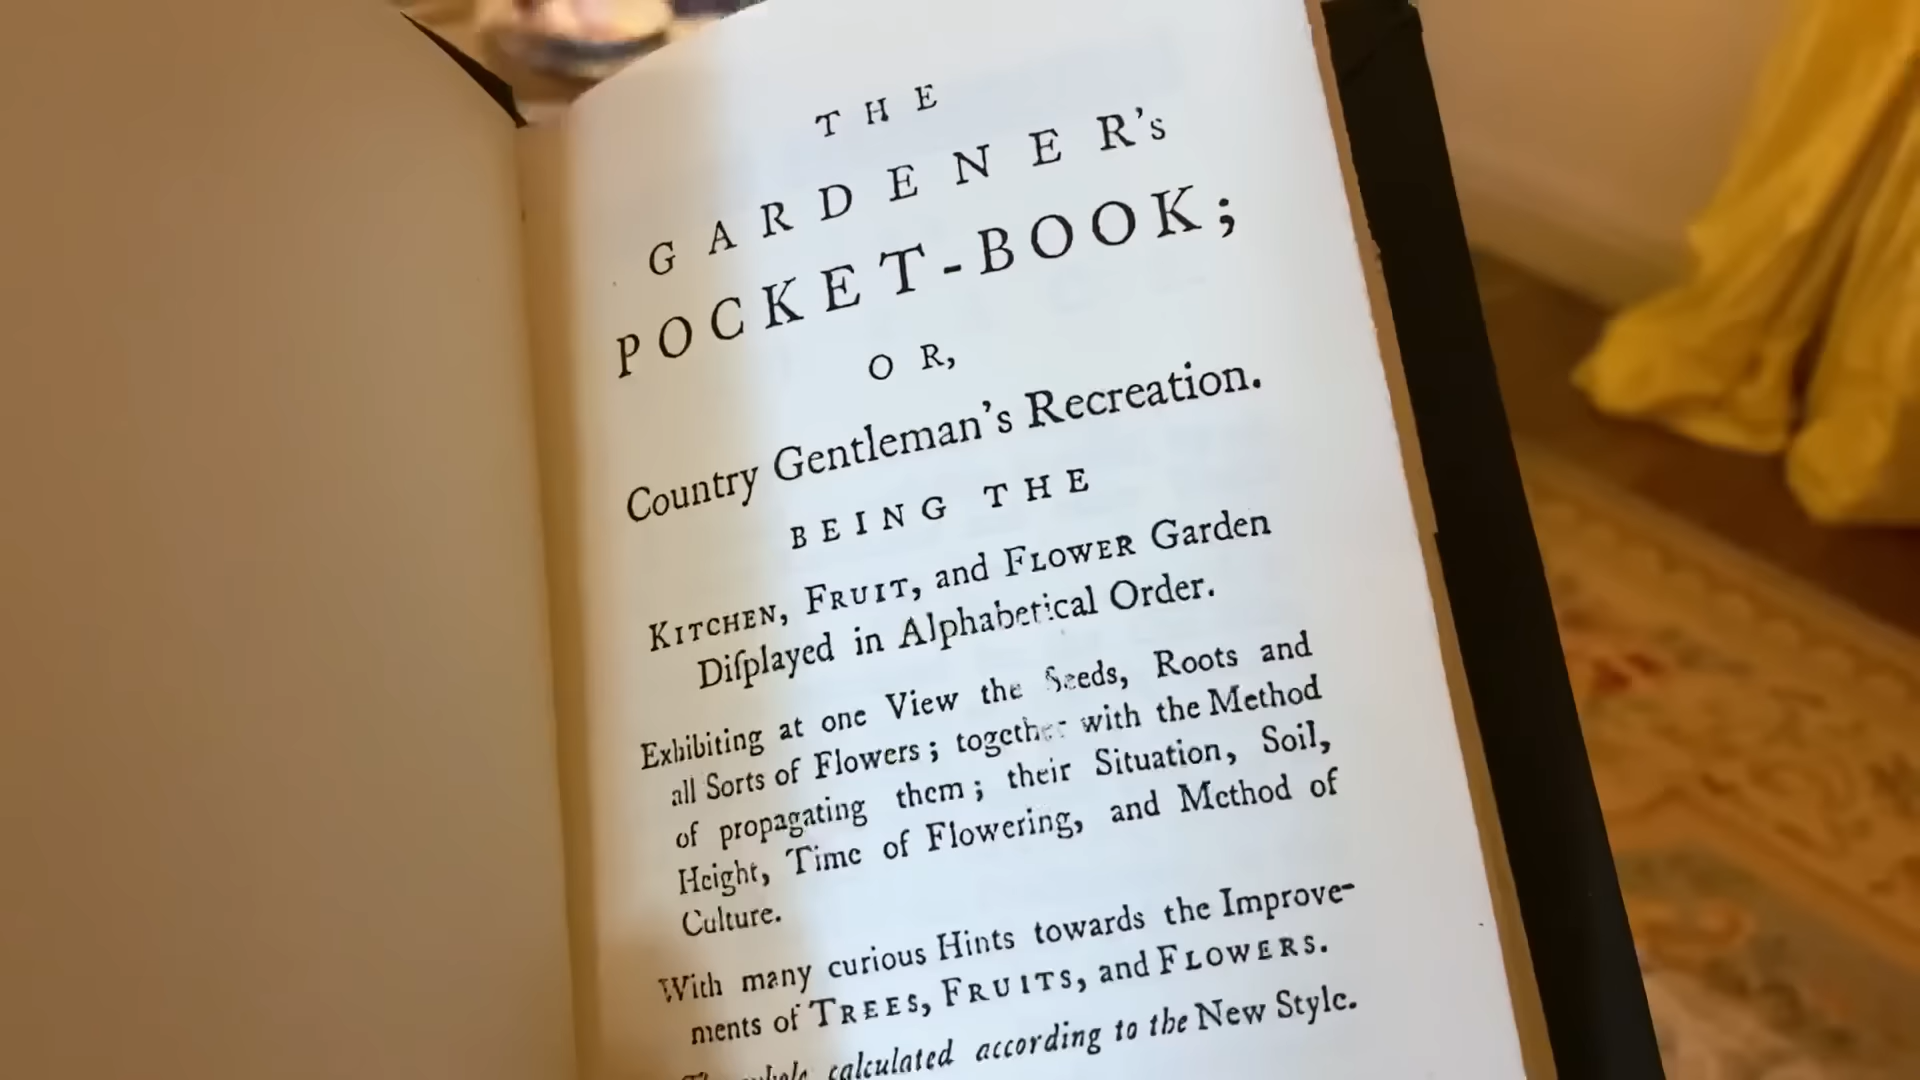 THE
GARDENER's
POCKET-BOOK;
OR,
Country Gentleman's Recreation.
BEING THE
KITCHEN, FRUIT, and FLOWER Garden
Diſplayed in Alphabetical Order.
Exhibiting at one View the Seeds, Roots and
all Sorts of Flowers; together with the Method
of propagating them; their Situation, Soil,
Height, Time of Flowering, and Method of
Culture.
With many curious Hints towards the Improve-
ments of TREES, FRUITS, and FLOWERS.
whole calculated according to the New Style.